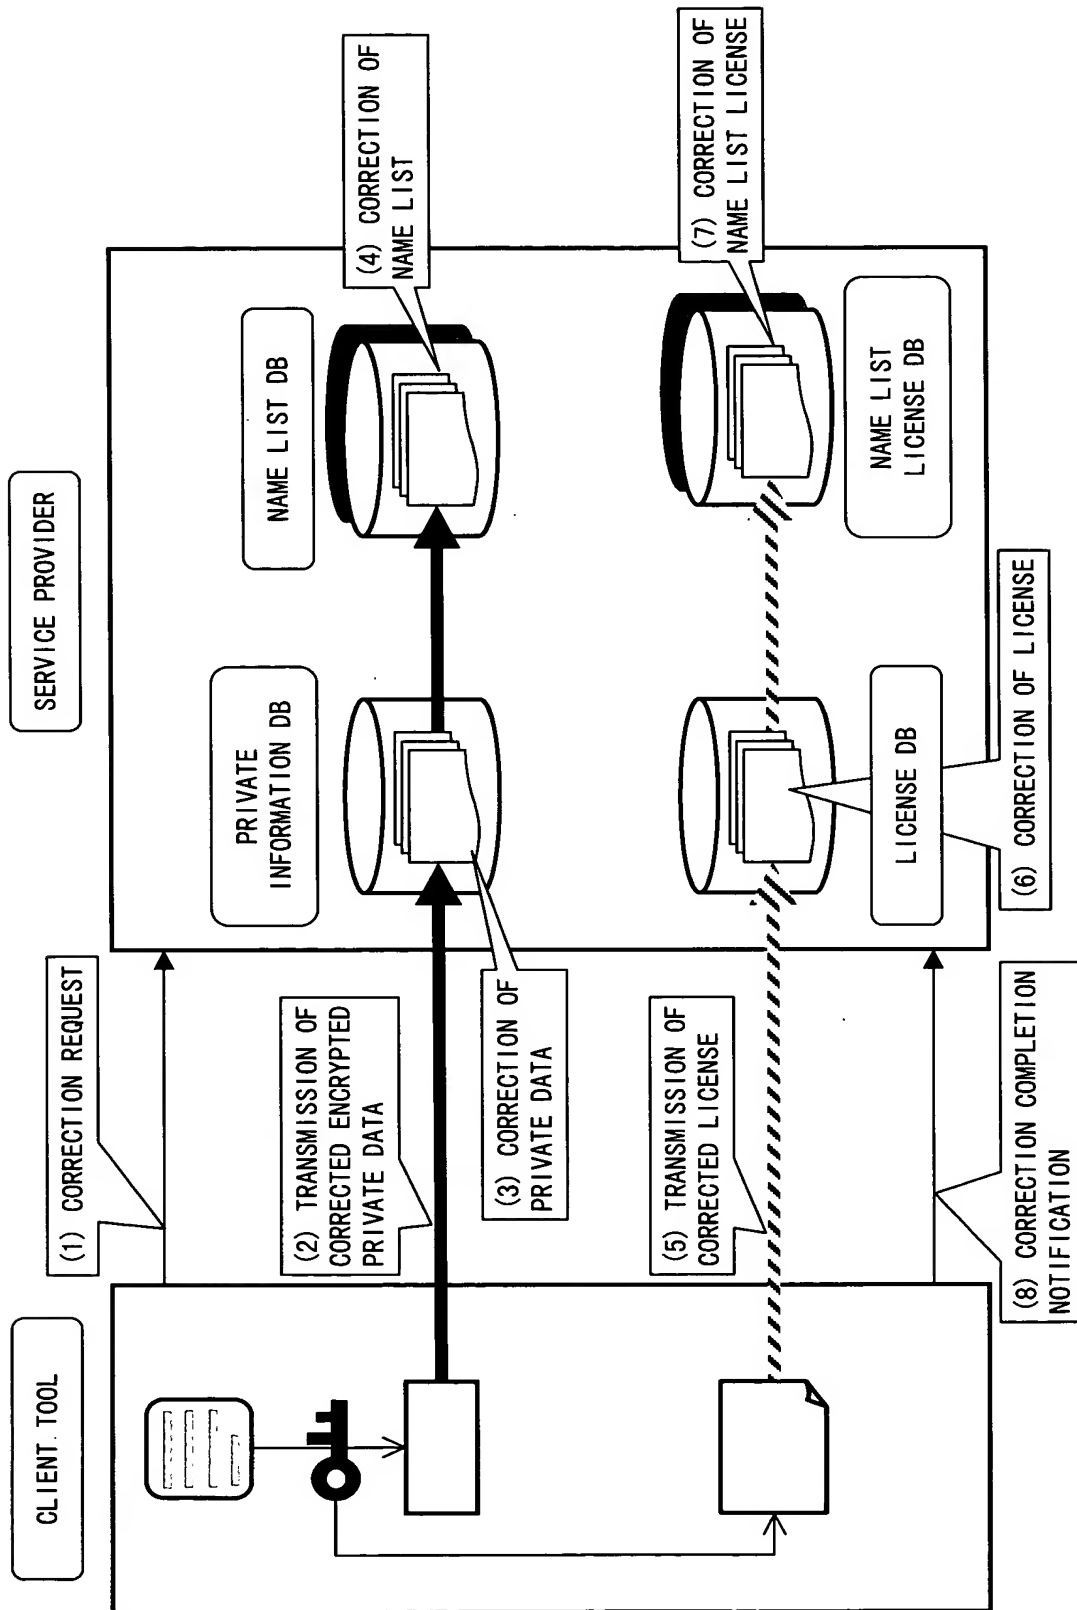 CLIENT TOOL
SERVICE PROVIDER
(1) CORRECTION REQUEST
(2) TRANSMISSION OF
CORRECTED ENCRYPTED
PRIVATE DATA
(3) CORRECTION OF
PRIVATE DATA
PRIVATE
INFORMATION DB
NAME LIST DB
(4) CORRECTION OF
NAME LIST
(5) TRANSMISSION OF
CORRECTED LICENSE
LICENSE DB
(6) CORRECTION OF LICENSE
NAME LIST
LICENSE DB
(7) CORRECTION OF
NAME LIST LICENSE
(8) CORRECTION COMPLETION
NOTIFICATION